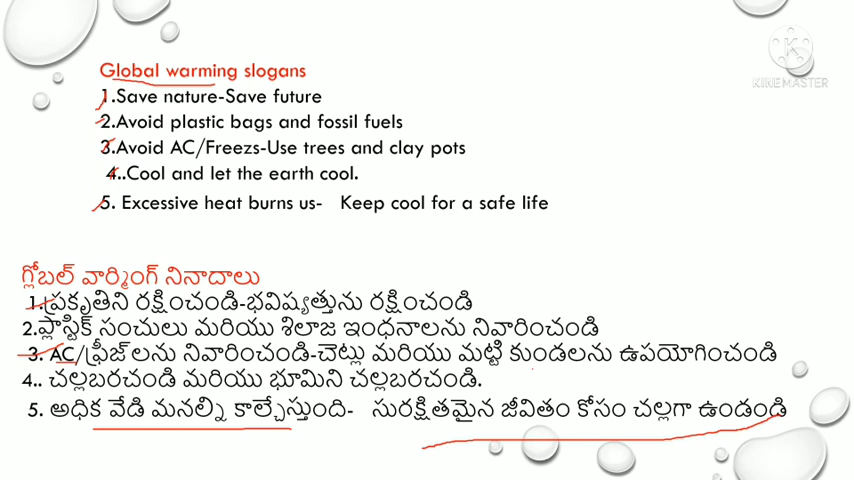 KINEMASTER
Global warming slogans
1.Save nature-Save future
2.Avoid plastic bags and fossil fuels
3.Avoid AC/Freezs-Use trees and clay pots
4..Cool and let the earth cool.
5. Excessive heat burns us- Keep cool for a safe life
గ్లోబల్ వార్మింగ్ నినాదాలు
1.ప్రకృతిని రక్షించండి-భవిష్యత్తును రక్షించండి
2.ప్లాస్టిక్ సంచులు మరియు శిలాజ ఇంధనాలను నివారించండి
3. AC/ఫ్రీజ్‌లను నివారించండి-చెట్లు మరియు మట్టి కుండలను ఉపయోగించండి
4.. చల్లబరచండి మరియు భూమిని చల్లబరచండి.
5. అధిక వేడి మనల్ని కాల్చేస్తుంది- సురక్షితమైన జీవితం కోసం చల్లగా ఉండండి